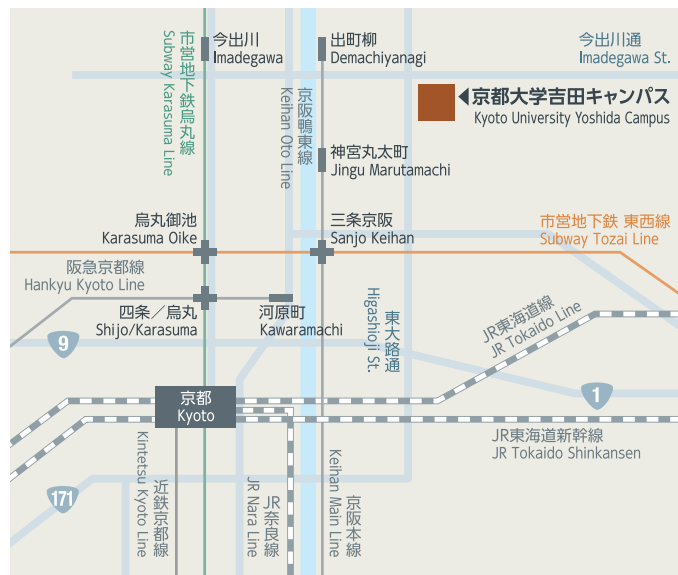 今出川
Imadegawa
出町柳
Demachiyanagi
今出川通
Imadegawa St.
市営地下鉄烏丸線
Subway Karasuma Line
京阪鴨東線
Keihan Oto Line
京都大学吉田キャンパス
Kyoto University Yoshida Campus
神宮丸太町
Jingu Marutamachi
烏丸御池
Karasuma Oike
三条京阪
Sanjo Keihan
市営地下鉄 東西線
Subway Tozai Line
阪急京都線
Hankyu Kyoto Line
四条／烏丸
Shijo/Karasuma
河原町
Kawaramachi
東大路通
Higashioji St.
JR東海道線
JR Tokaido Line
9
1
京都
Kyoto
JR東海道新幹線
JR Tokaido Shinkansen
171
近鉄京都線
Kintetsu Kyoto Line
JR奈良線
JR Nara Line
京阪本線
Keihan Main Line